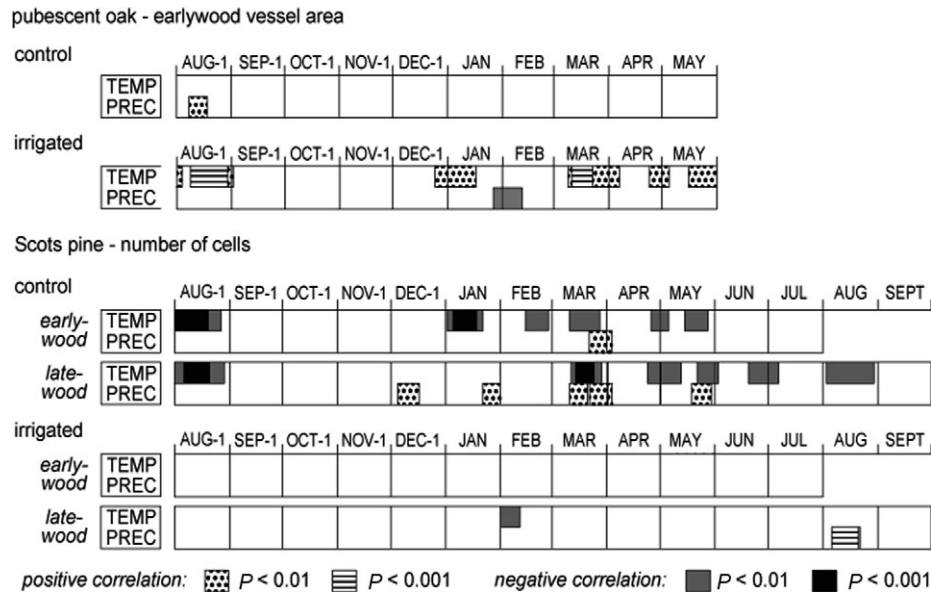 pubescent oak - earlywood vessel area
control
AUG-1 SEP-1 OCT-1 NOV-1 DEC-1 JAN FEB MAR APR MAY
TEMP
PREC
irrigated
AUG-1 SEP-1 OCT-1 NOV-1 DEC-1 JAN FEB MAR APR MAY
TEMP
PREC
Scots pine - number of cells
control
AUG-1 SEP-1 OCT-1 NOV-1 DEC-1 JAN FEB MAR APR MAY JUN JUL AUG SEPT
early- TEMP
wood PREC
late- TEMP
wood PREC
irrigated
AUG-1 SEP-1 OCT-1 NOV-1 DEC-1 JAN FEB MAR APR MAY JUN JUL AUG SEPT
early- TEMP
wood PREC
late- TEMP
wood PREC
positive correlation: P < 0.01 P < 0.001 negative correlation: P < 0.01 P < 0.001